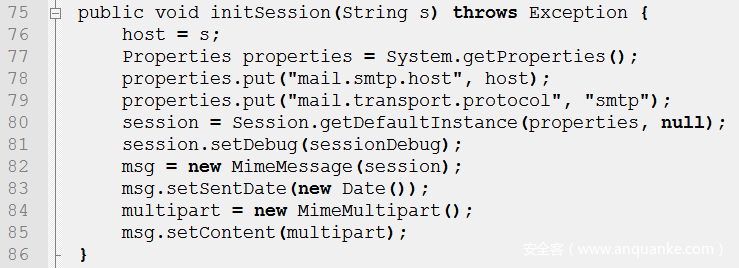 75 public void initSession(String s) throws Exception {
76 host = s;
77 Properties properties = System.getProperties();
78 properties.put("mail.smtp.host", host);
79 properties.put("mail.transport.protocol", "smtp");
80 session = Session.getDefaultInstance(properties, null);
81 session.setDebug(sessionDebug);
82 msg = new MimeMessage(session);
83 msg.setSentDate(new Date());
84 multipart = new MimeMultipart();
85 msg.setContent(multipart);
86 }
安全客（www.anquanke.com）